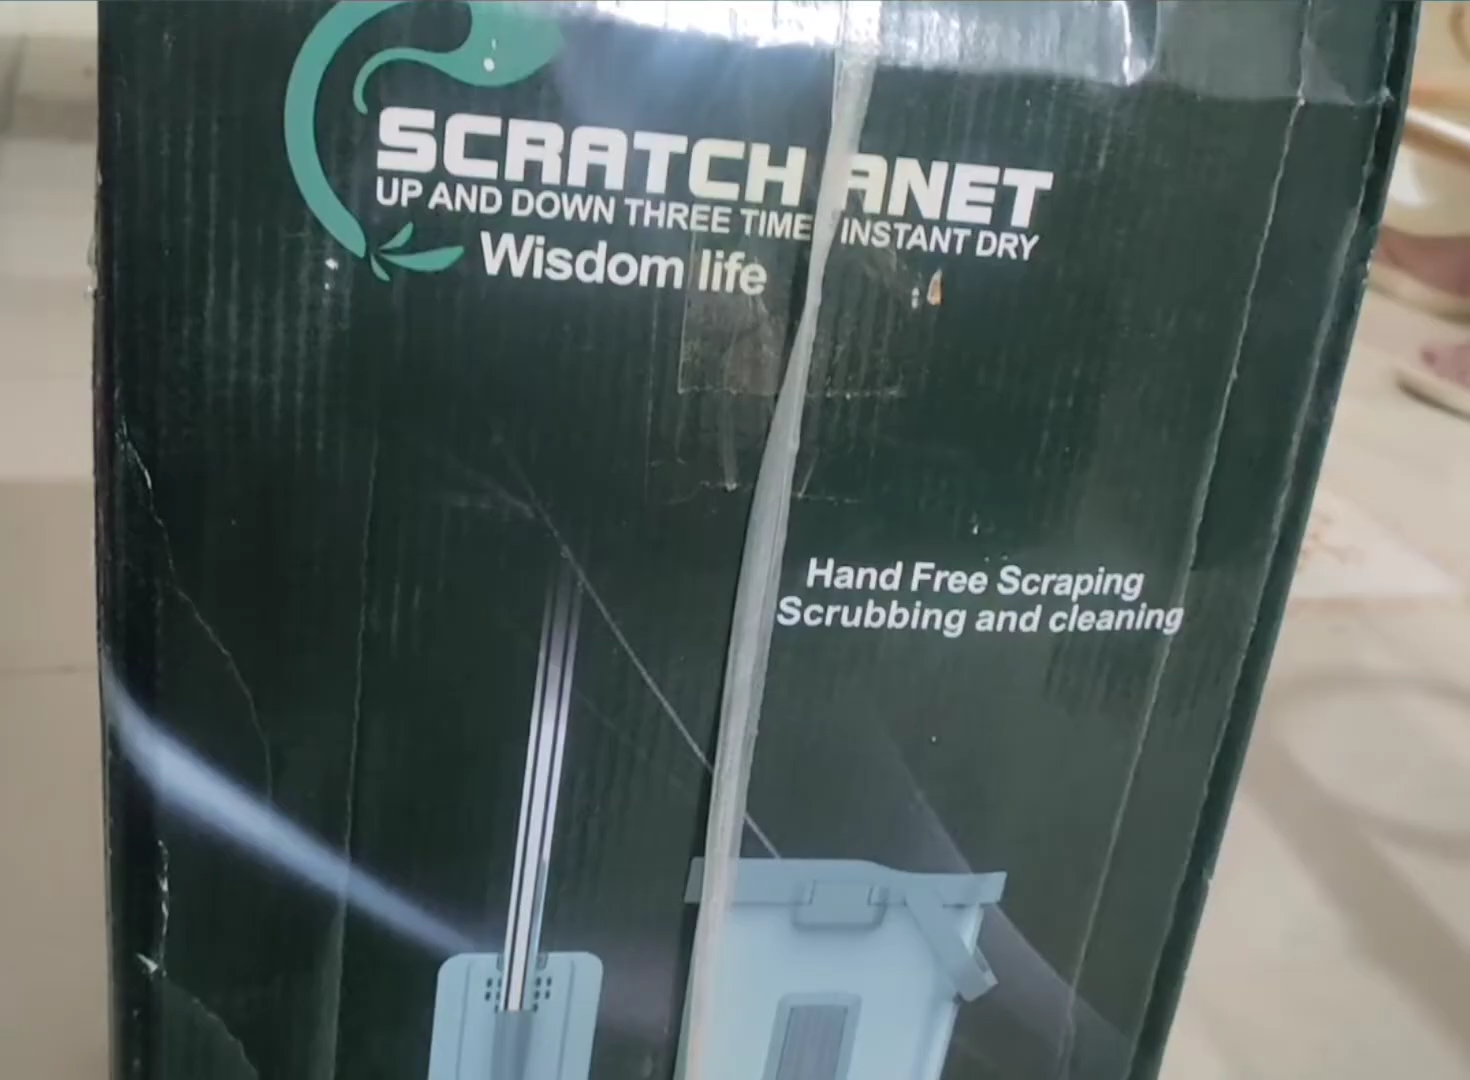 SCRATCH ANET
UP AND DOWN THREE TIME INSTANT DRY
Wisdom life
Hand Free Scraping
Scrubbing and cleaning